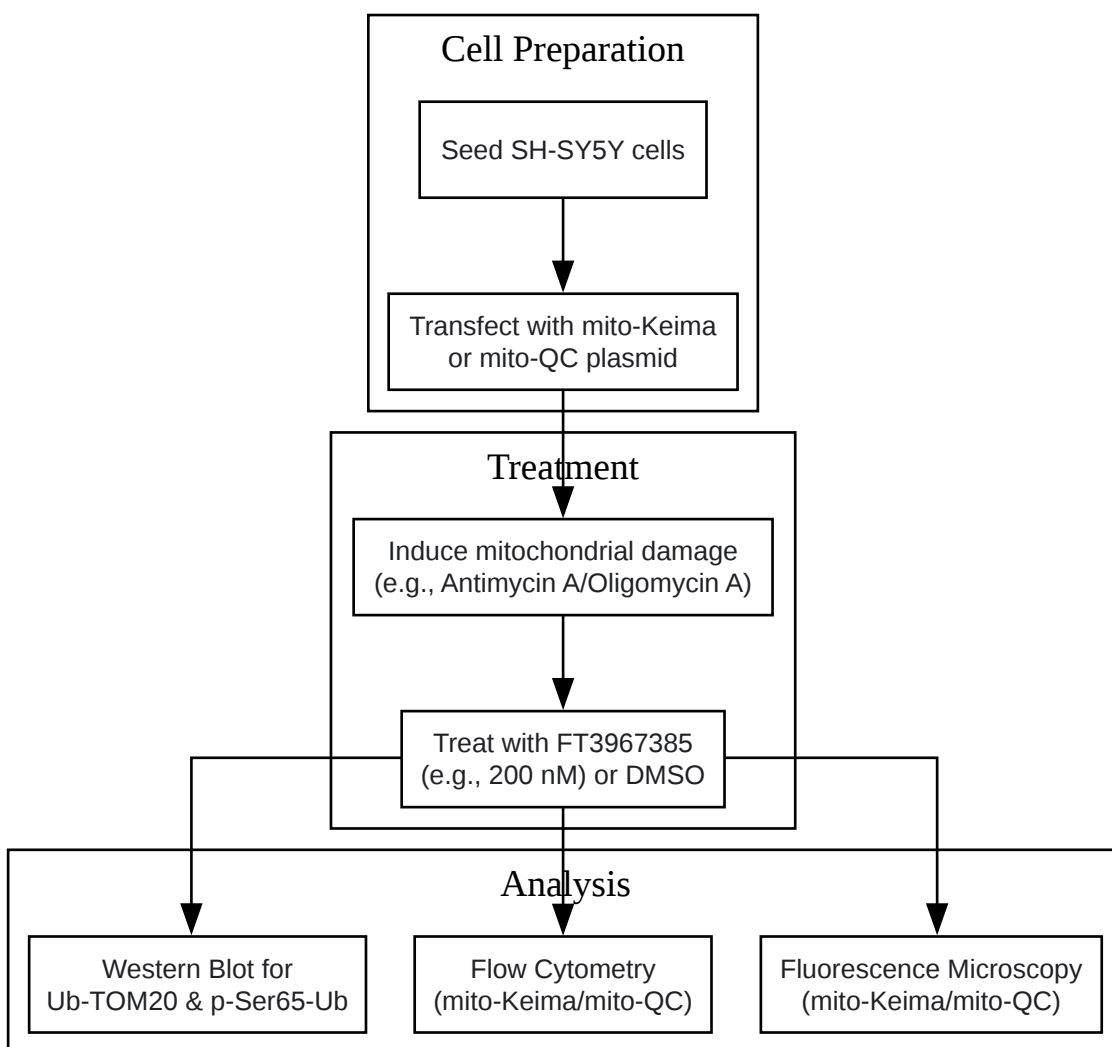 Cell Preparation
Seed SH-SY5Y cells
Transfect with mito-Keima
or mito-QC plasmid
Treatment
Induce mitochondrial damage
(e.g., Antimycin A/Oligomycin A)
Treat with FT3967385
(e.g., 200 nM) or DMSO
Analysis
Western Blot for
Ub-TOM20 & p-Ser65-Ub
Flow Cytometry
(mito-Keima/mito-QC)
Fluorescence Microscopy
(mito-Keima/mito-QC)